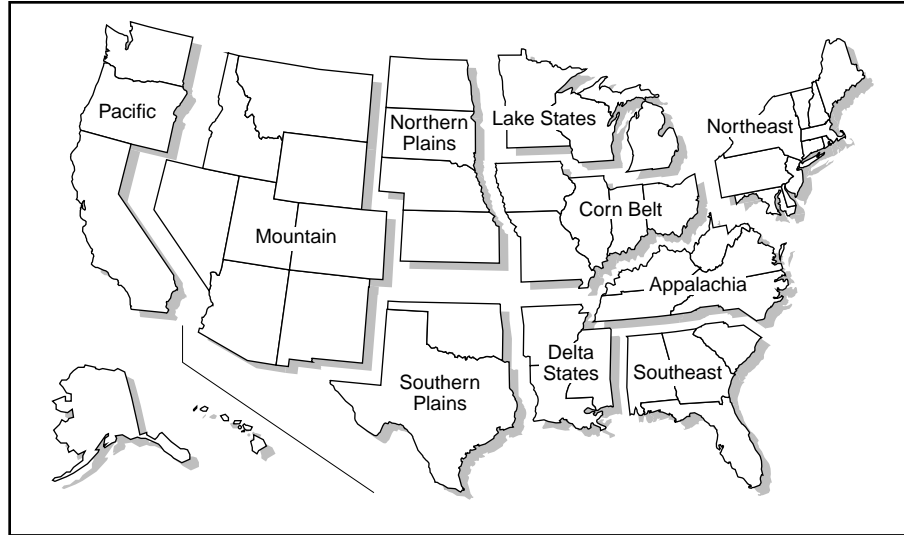 Pacific
Northern
Plains
Lake States
Northeast
Mountain
Corn Belt
Appalachia
Southern
Plains
Delta
States
Southeast